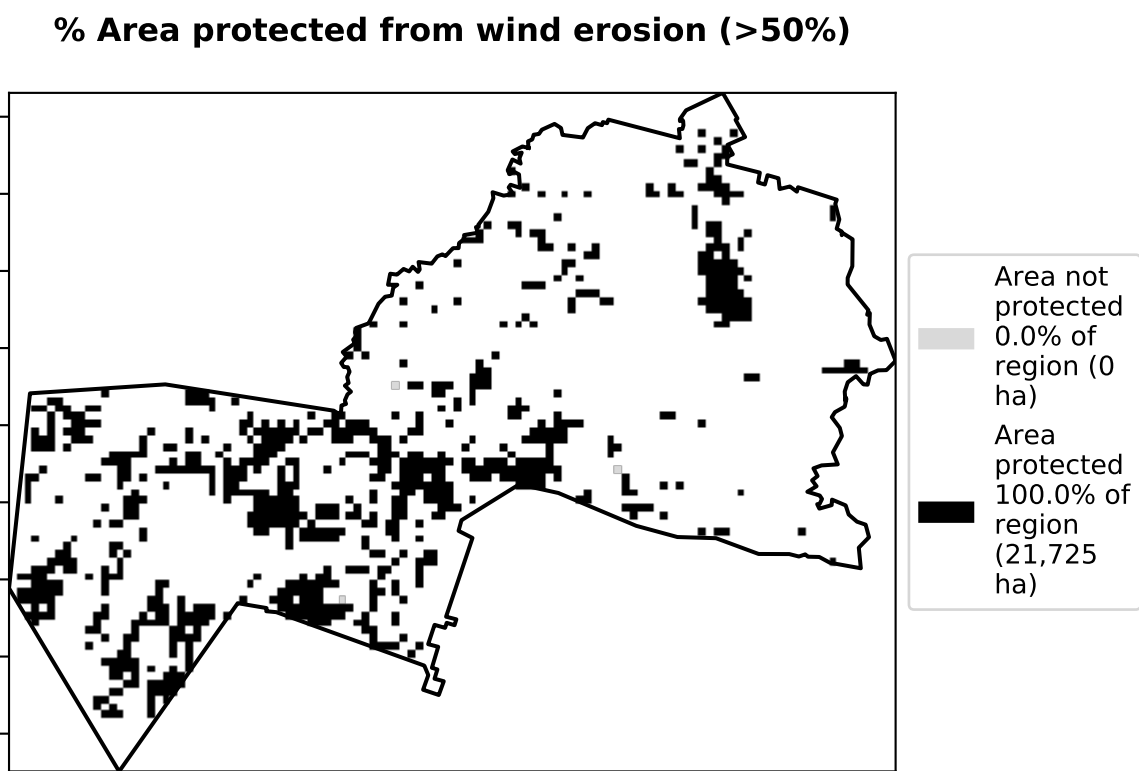 % Area protected from wind erosion (>50%)
Area not
protected
0.0% of
region (0
ha)
Area
protected
100.0% of
region
(21,725
ha)